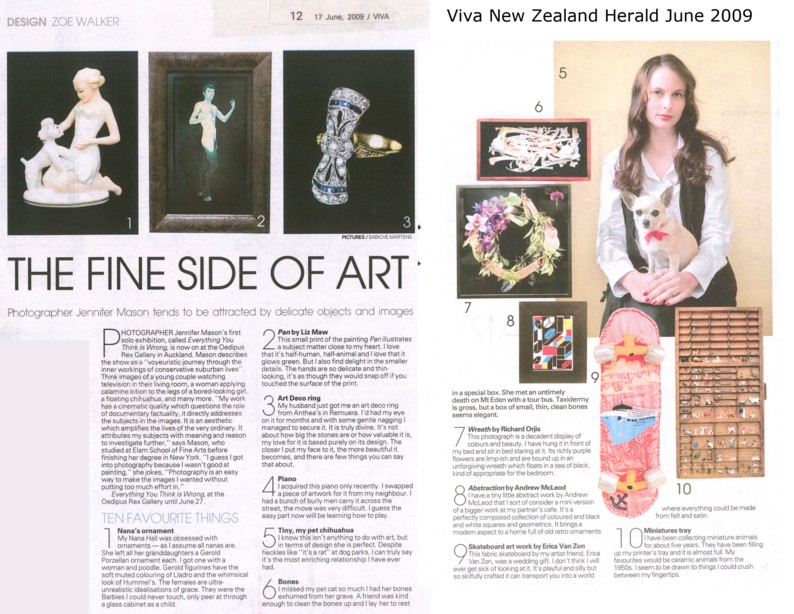 DESIGN ZOE WALKER
12 17 June, 2009 / VIVA
Viva New Zealand Herald June 2009
1
2
3
PICTURES / BABICHE MARTENS
THE FINE SIDE OF ART
Photographer Jennifer Mason tends to be attracted by delicate objects and images
PHOTOGRAPHER Jennifer Mason's first
solo exhibition, called Everything You
Think is Wrong, is now on at the Oedipus
Rex Gallery in Auckland. Mason describes
the show as a "voyeuristic journey through the
inner workings of conservative suburban lives".
Think images of a young couple watching
television in their living room, a woman applying
calamine lotion to the legs of a bored-looking girl,
a floating chihuahua, and many more. "My work
has a cinematic quality which questions the role
of documentary factuality, it directly addresses
the subjects in the images. It is an aesthetic
which amplifies the lives of the very ordinary. It
attributes my subjects with meaning and reason
to investigate further," says Mason, who
studied at Elam School of Fine Arts before
finishing her degree in New York. "I guess I got
into photography because I wasn't good at
painting," she jokes, "Photography is an easy
way to make the images I wanted without
putting too much effort in."
Everything You Think is Wrong, at the
Oedipus Rex Gallery until June 27.
TEN FAVOURITE THINGS
1 Nana's ornament
My Nana Hall was obsessed with
ornaments — as I assume all nanas are.
She left all her granddaughters a Gerold
Porzellan ornament each. I got one with a
woman and poodle. Gerold figurines have the
soft muted colouring of Lladro and the whimsical
look of Hummel's. The females are ultra-
unrealistic idealisations of grace. They were the
Barbies I could never touch, only peer at through
a glass cabinet as a child.
2 Pan by Liz Maw
This small print of the painting Pan illustrates
a subject matter close to my heart. I love
that it's half-human, half-animal and I love that it
glows green. But I also find delight in the smaller
details. The hands are so delicate and thin-
looking, it's as though they would snap off if you
touched the surface of the print.
3 Art Deco ring
My husband just got me an art deco ring
from Anthea's in Remuera. I'd had my eye
on it for months and with some gentle nagging I
managed to secure it. It is truly divine. It's not
about how big the stones are or how valuable it is,
my love for it is based purely on its design. The
closer I put my face to it, the more beautiful it
becomes, and there are few things you can say
that about.
4 Piano
I acquired this piano only recently. I swapped
a piece of artwork for it from my neighbour. I
had a bunch of burly men carry it across the
street, the move was very difficult, I guess the
easy part now will be learning how to play.
5 Tiny, my pet chihuahua
I know this isn't anything to do with art, but
in terms of design she is perfect. Despite
heckles like "it's a rat" at dog parks, I can truly say
it's the most enriching relationship I have ever
had.
6 Bones
I missed my pet cat so much I had her bones
exhumed from her grave. A friend was kind
enough to clean the bones up and I lay her to rest
5
6
7
8
9
10
in a special box. She met an untimely
death on Mt Eden with a tour bus. Taxidermy
is gross, but a box of small, thin, clean bones
seems elegant.
7 Wreath by Richard Orjis
This photograph is a decadent display of
colours and beauty. I have hung it in front of
my bed and sit in bed staring at it. Its richly purple
flowers are limp-ish and are bound up in an
unforgiving wreath which floats in a sea of black,
kind of appropriate for the bedroom.
8 Abstraction by Andrew McLeod
I have a tiny little abstract work by Andrew
McLeod that I sort of consider a mini version
of a bigger work at my partner's cafe. It's a
perfectly composed collection of coloured and black
and white squares and geometrics. It brings a
modern aspect to a home full of old retro ornaments
9 Skateboard art work by Erica Van Zon
This fabric skateboard by my artist friend, Erica
Van Zon, was a wedding gift. I don't think I will
ever get sick of looking at it. It's playful and silly but
so skilfully crafted it can transport you into a world
where everything could be made
from felt and satin.
10 Miniatures tray
I have been collecting miniature animals
for about five years. They have been filling
up my printer's tray and it is almost full. My
favourites would be ceramic animals from the
1950s. I seem to be drawn to things I could crush
between my fingertips.